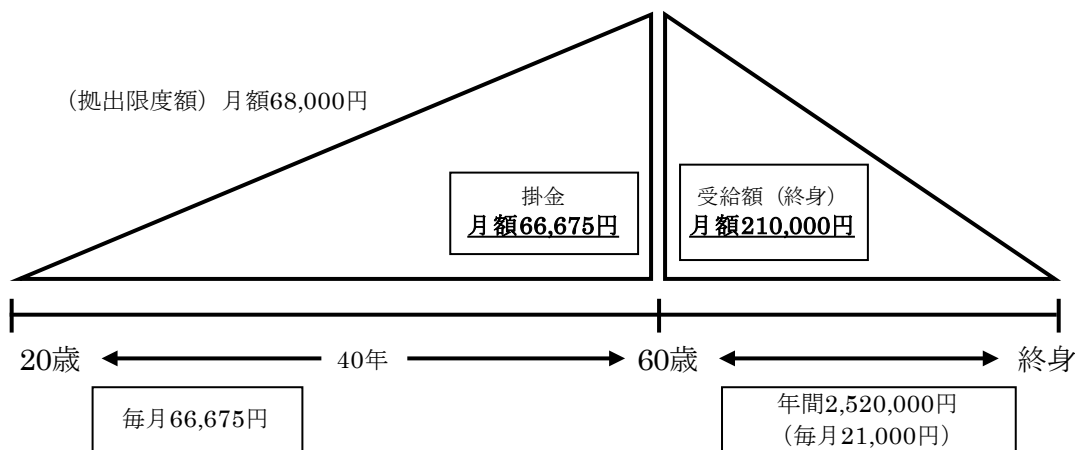 （拠出限度額）月額68,000円
掛金
月額66,675円
受給額（終身）
月額210,000円
20歳
40年
60歳
終身
毎月66,675円
年間2,520,000円
（毎月21,000円）